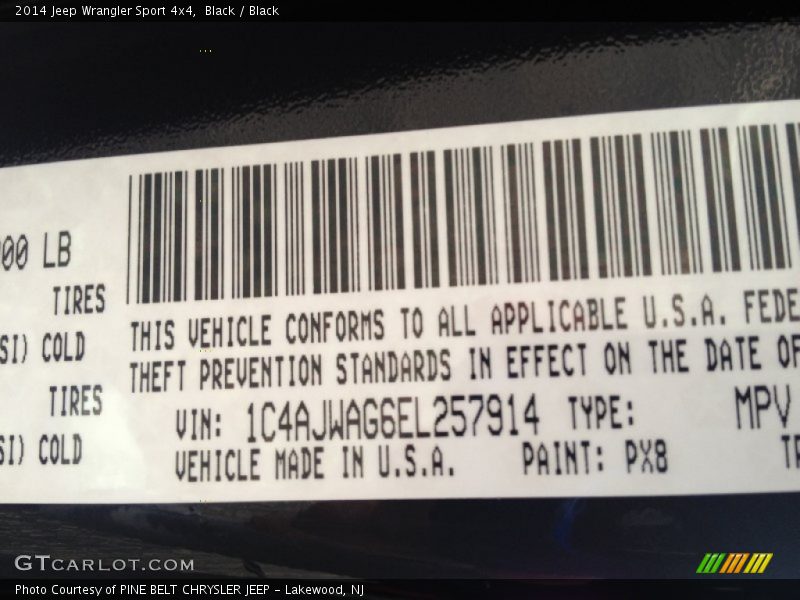 2014 Jeep Wrangler Sport 4x4, Black / Black
00 LB
TIRES
SI) COLD
TIRES
SI) COLD
THIS VEHICLE CONFORMS TO ALL APPLICABLE U.S.A. FEDE
THEFT PREVENTION STANDARDS IN EFFECT ON THE DATE OF
VIN: 1C4AJWAG6EL257914 TYPE: MPV
VEHICLE MADE IN U.S.A. PAINT: PX8 TR
GTCARLOT.COM
Photo Courtesy of PINE BELT CHRYSLER JEEP - Lakewood, NJ